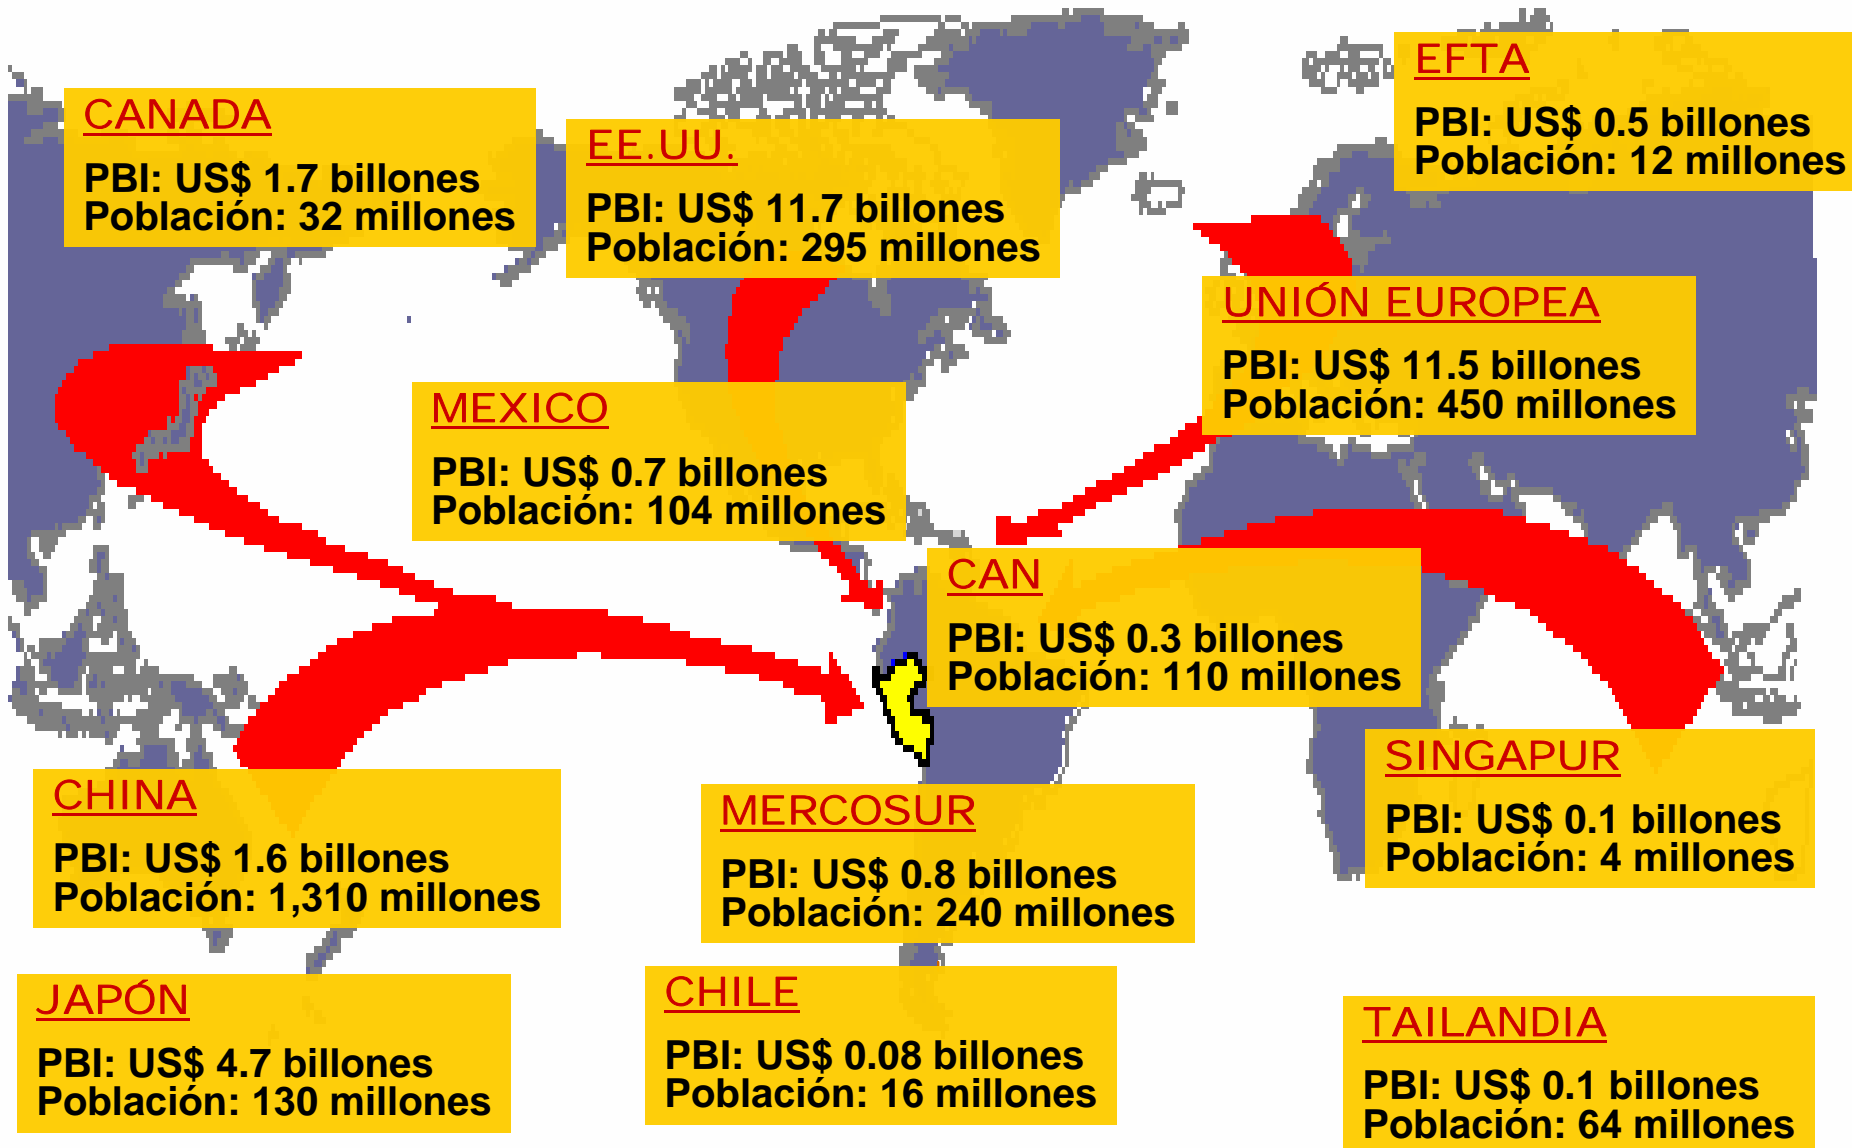 CANADA
PBI: US$ 1.7 billones
Población: 32 millones
EE.UU.
PBI: US$ 11.7 billones
Población: 295 millones
EFTA
PBI: US$ 0.5 billones
Población: 12 millones
UNIÓN EUROPEA
PBI: US$ 11.5 billones
Población: 450 millones
MEXICO
PBI: US$ 0.7 billones
Población: 104 millones
CAN
PBI: US$ 0.3 billones
Población: 110 millones
CHINA
PBI: US$ 1.6 billones
Población: 1,310 millones
MERCOSUR
PBI: US$ 0.8 billones
Población: 240 millones
SINGAPUR
PBI: US$ 0.1 billones
Población: 4 millones
JAPÓN
PBI: US$ 4.7 billones
Población: 130 millones
CHILE
PBI: US$ 0.08 billones
Población: 16 millones
TAILANDIA
PBI: US$ 0.1 billones
Población: 64 millones